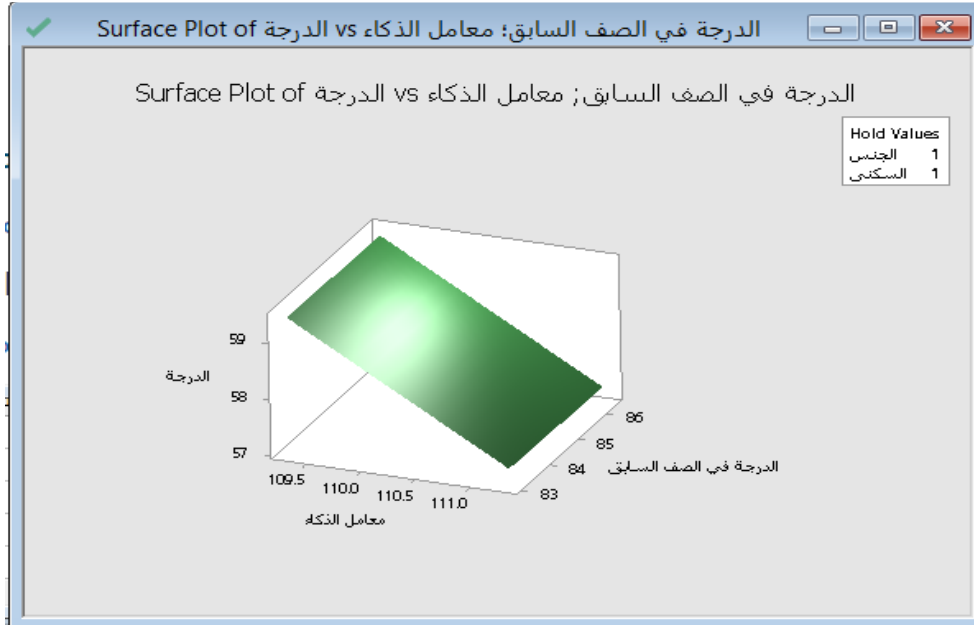 Surface Plot of الدرجة vs الدرجة في الصف السابق؛ معامل الذكاء
Surface Plot of الدرجة vs الدرجة في الصف السابق; معامل الذكاء
Hold Values
الجنس 1
السكنى 1
59
58
57
الدرجة
109.5
110.0
110.5
111.0
معامل الذكاء
83
84
85
86
الدرجة في الصف السابق